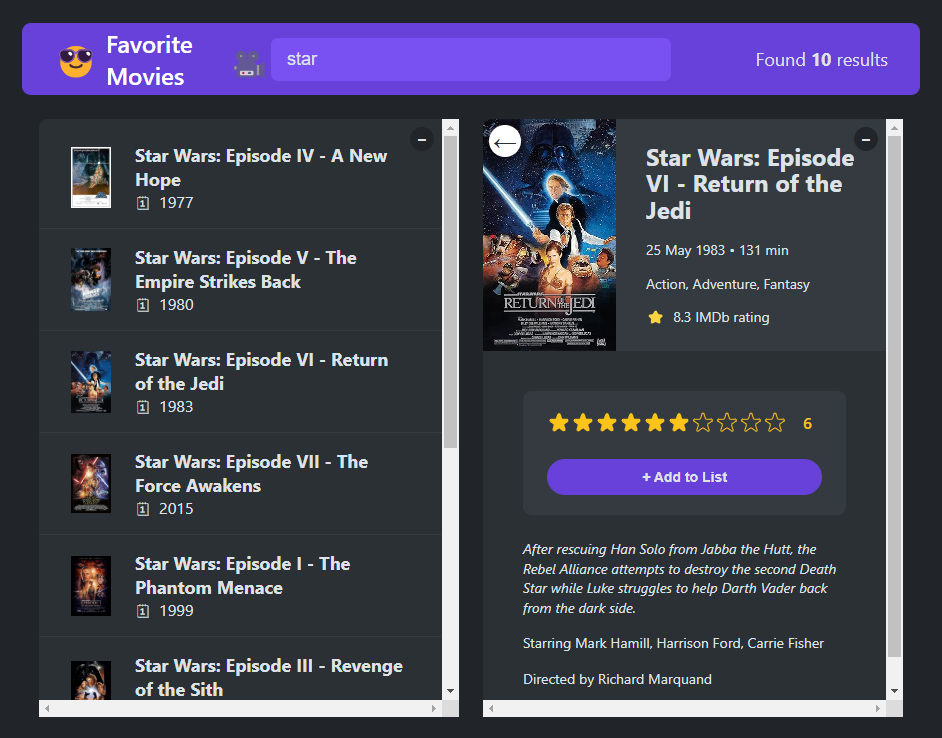 Favorite
Movies
star
Found 10 results
Star Wars: Episode IV - A New
Hope
1977
Star Wars: Episode V - The
Empire Strikes Back
1980
Star Wars: Episode VI - Return
of the Jedi
1983
Star Wars: Episode VII - The
Force Awakens
2015
Star Wars: Episode I - The
Phantom Menace
1999
Star Wars: Episode III - Revenge
of the Sith
STAR WARS
RETURN OF THE JEDI
Star Wars: Episode
VI - Return of the
Jedi
25 May 1983 • 131 min
Action, Adventure, Fantasy
8.3 IMDb rating
6
+ Add to List
After rescuing Han Solo from Jabba the Hutt, the
Rebel Alliance attempts to destroy the second Death
Star while Luke struggles to help Darth Vader back
from the dark side.
Starring Mark Hamill, Harrison Ford, Carrie Fisher
Directed by Richard Marquand